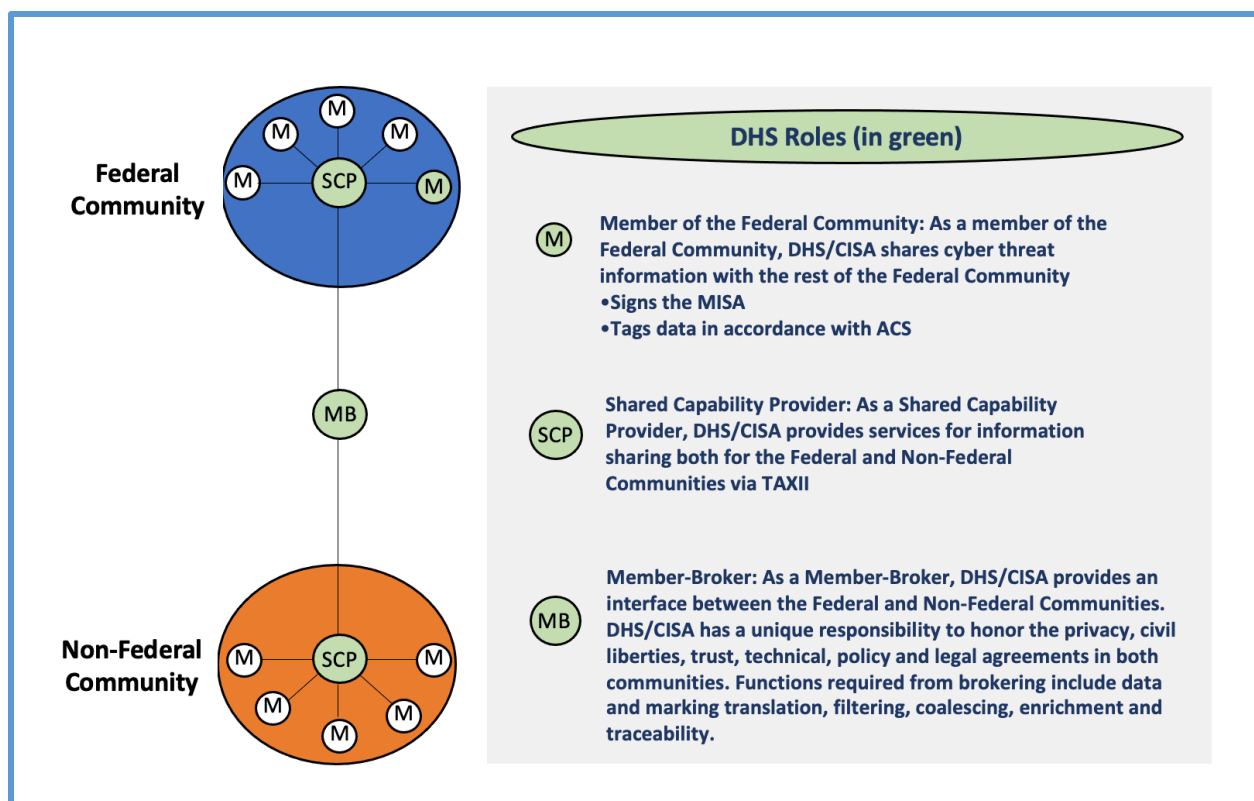 Federal
Community
M
M
M
M
SCP
M
MB
Non-Federal
Community
M
SCP
M
M
M
M
DHS Roles (in green)
M
Member of the Federal Community: As a member of the
Federal Community, DHS/CISA shares cyber threat
information with the rest of the Federal Community
•Signs the MISA
•Tags data in accordance with ACS
SCP
Shared Capability Provider: As a Shared Capability
Provider, DHS/CISA provides services for information
sharing both for the Federal and Non-Federal
Communities via TAXII
MB
Member-Broker: As a Member-Broker, DHS/CISA provides an
interface between the Federal and Non-Federal Communities.
DHS/CISA has a unique responsibility to honor the privacy, civil
liberties, trust, technical, policy and legal agreements in both
communities. Functions required from brokering include data
and marking translation, filtering, coalescing, enrichment and
traceability.